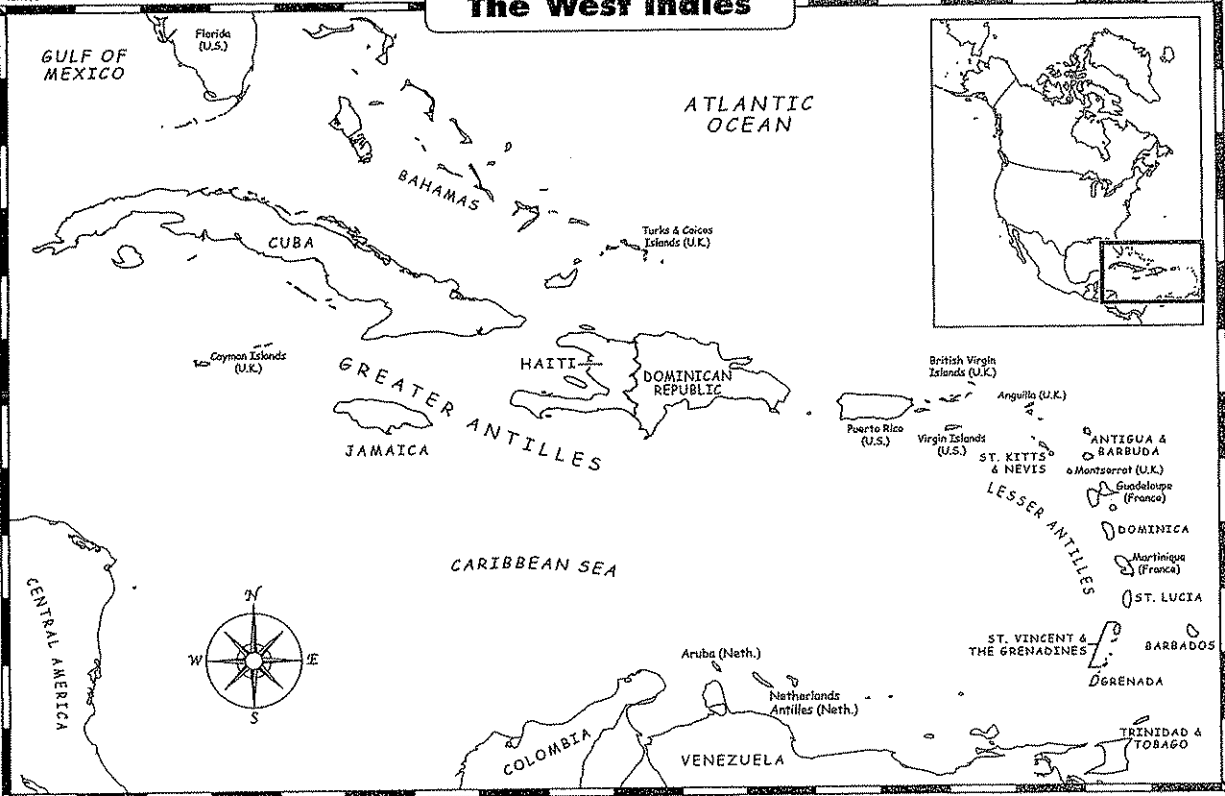 The West Indies
Florida
(U.S.)
GULF OF
MEXICO
ATLANTIC
OCEAN
BAHAMAS
CUBA
Turks & Caicos
Islands (U.K.)
Cayman Islands
(U.K.)
GREATER ANTILLES
HAITI
DOMINICAN
REPUBLIC
JAMAICA
British Virgin
Islands (U.K.)
Anguilla (U.K.)
Puerto Rico
(U.S.)
Virgin Islands
(U.S.)
ST. KITTS
& NEVIS
ANTIGUA &
BARBUDA
Montserrat (U.K.)
Guadeloupe
(France)
LESSER ANTILLES
DOMINICA
Martinique
(France)
ST. LUCIA
CARIBBEAN SEA
CENTRAL AMERICA
N
W
E
S
ST. VINCENT &
THE GRENADINES
BARBADOS
GRENADA
Aruba (Neth.)
Netherlands
Antilles (Neth.)
TRINIDAD &
TOBAGO
COLOMBIA
VENEZUELA